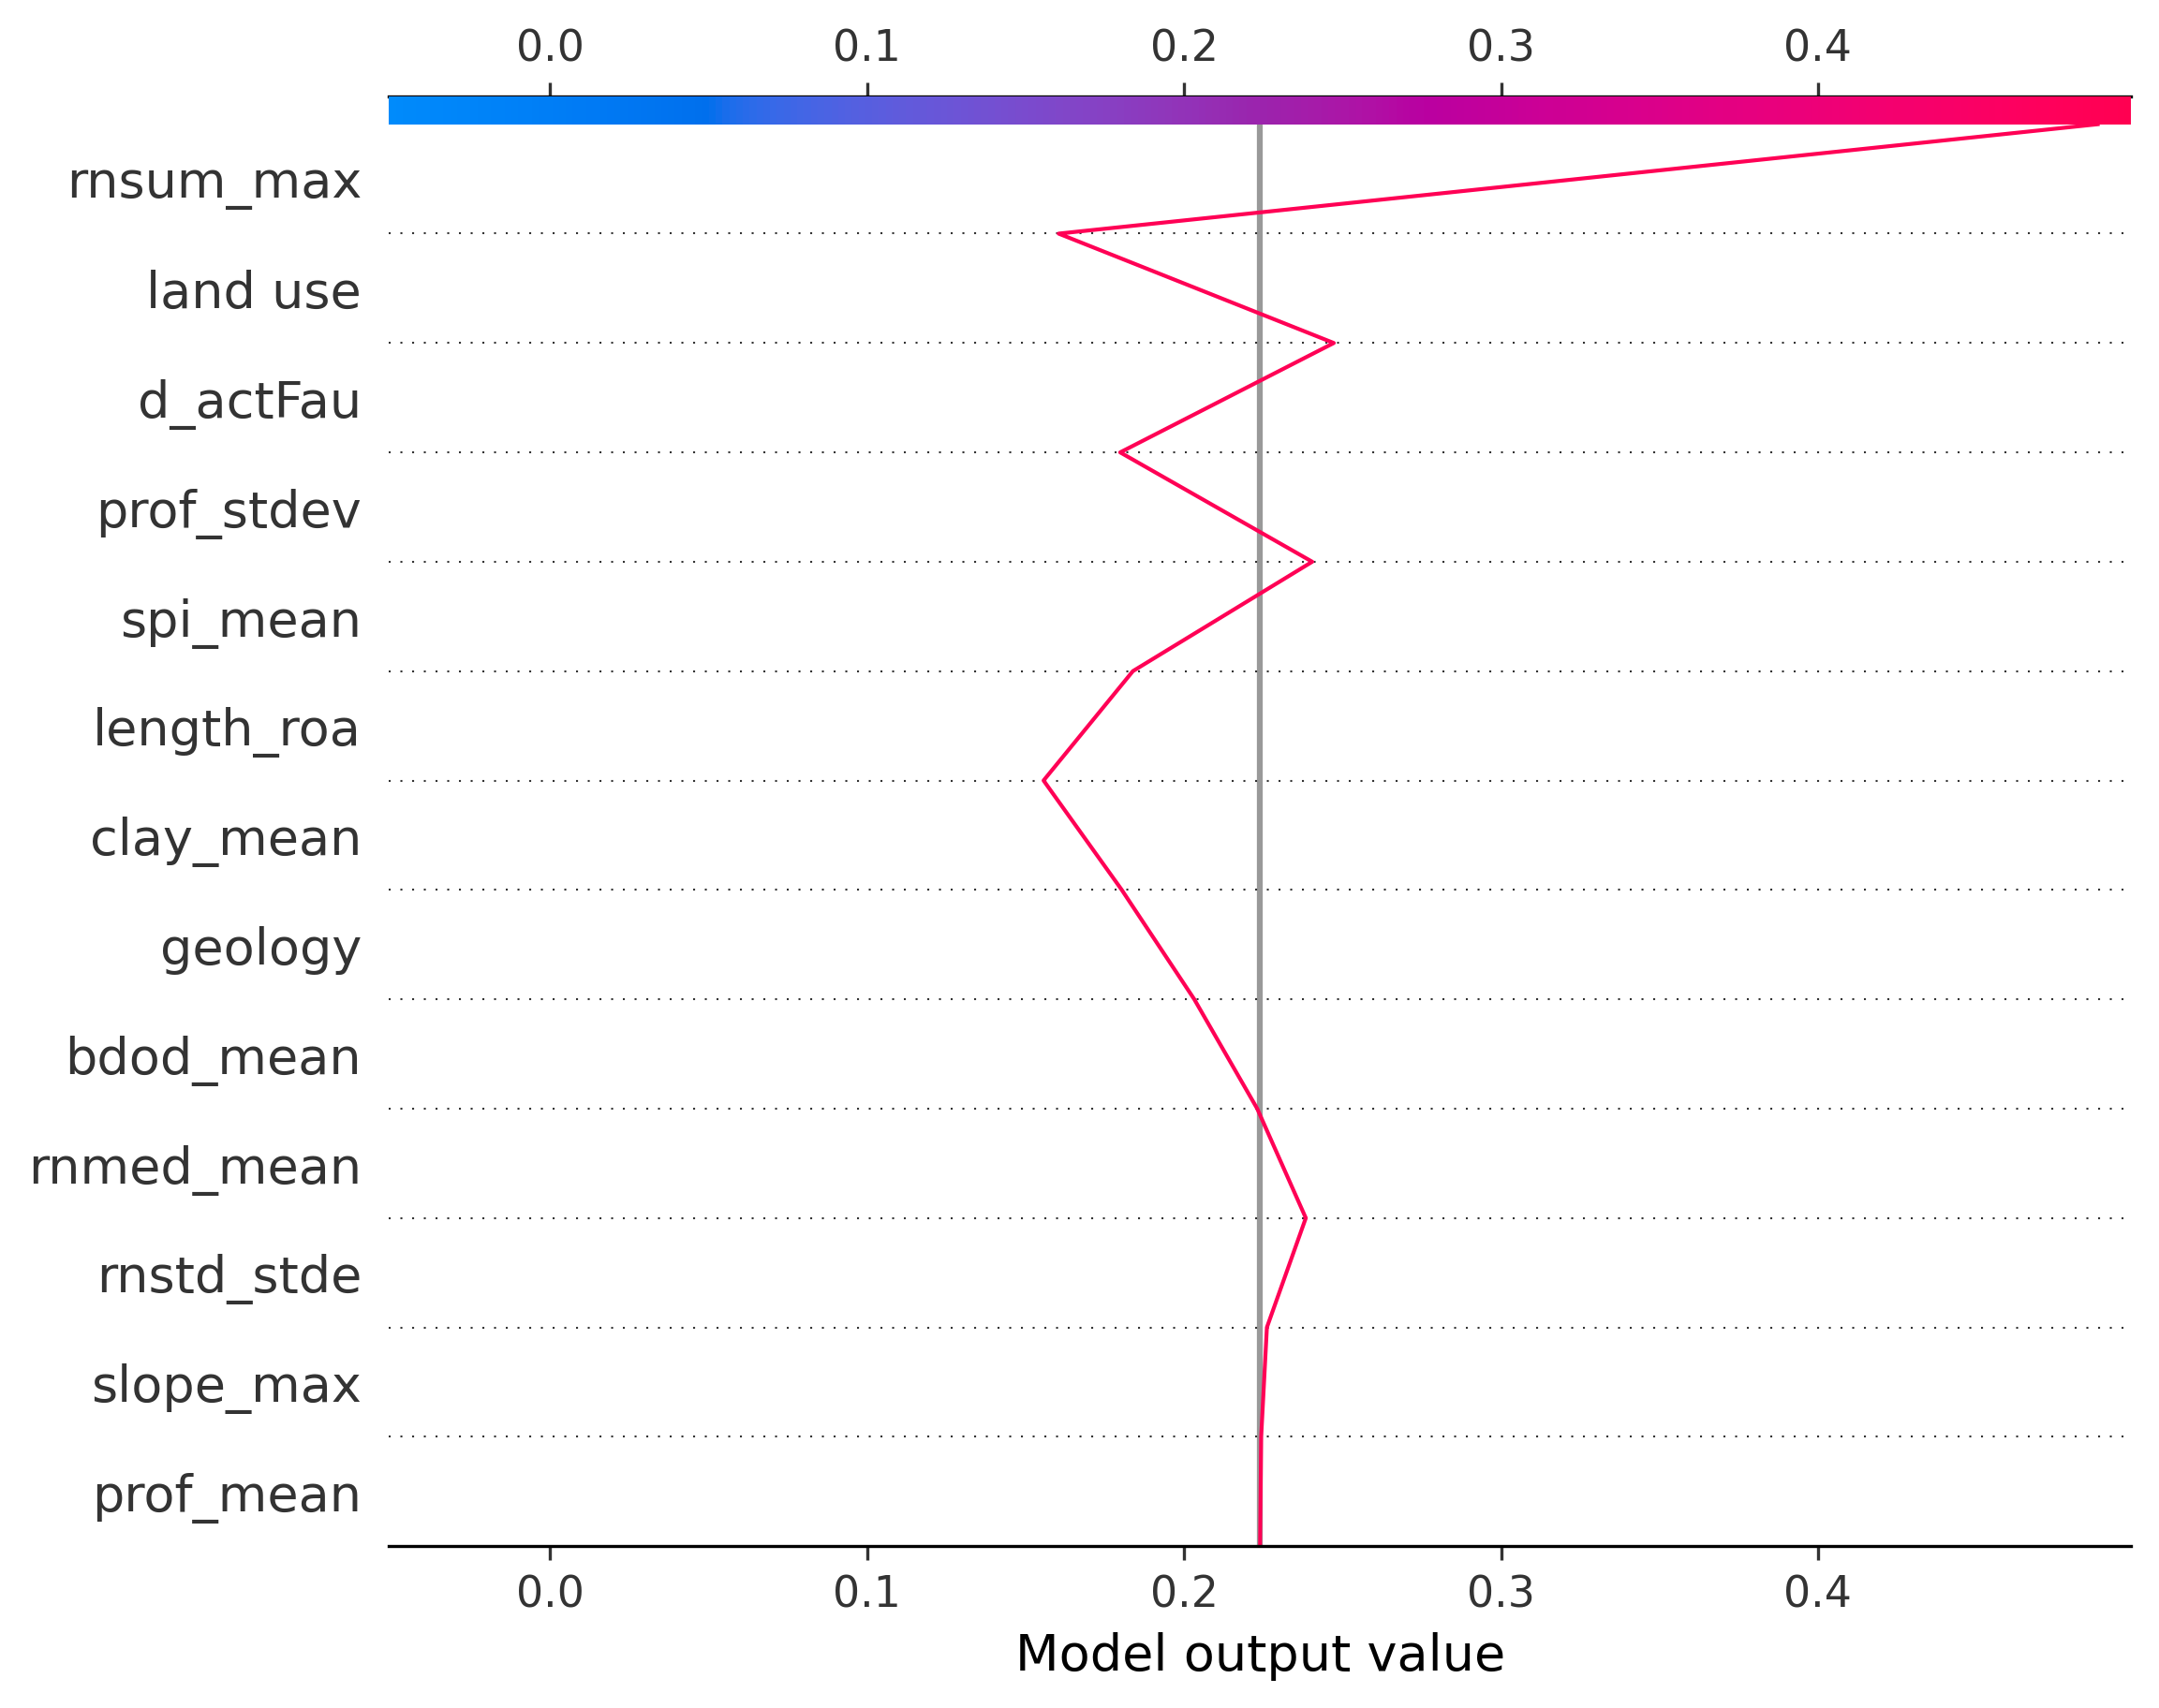 0.0 0.1 0.2 0.3 0.4
rnsum_max
land use
d_actFau
prof_stdev
spi_mean
length_roa
clay_mean
geology
bdod_mean
rnmed_mean
rnstd_stde
slope_max
prof_mean
0.0 0.1 0.2 0.3 0.4
Model output value